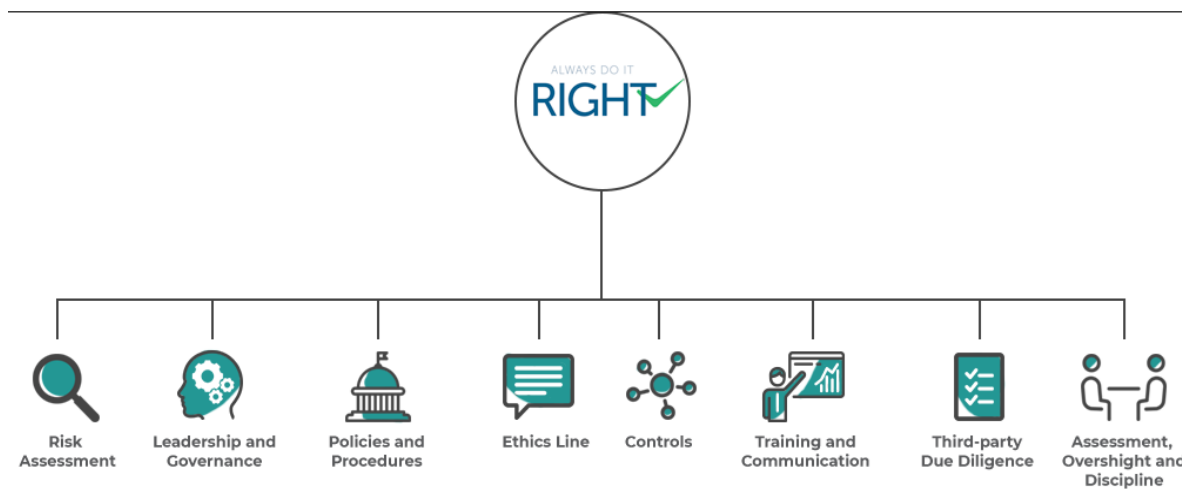 ALWAYS DO IT
RIGHT
Risk
Assessment
Leadership and
Governance
Policies and
Procedures
Ethics Line
Controls
Training and
Communication
Third-party
Due Diligence
Assessment,
Overshight and
Discipline